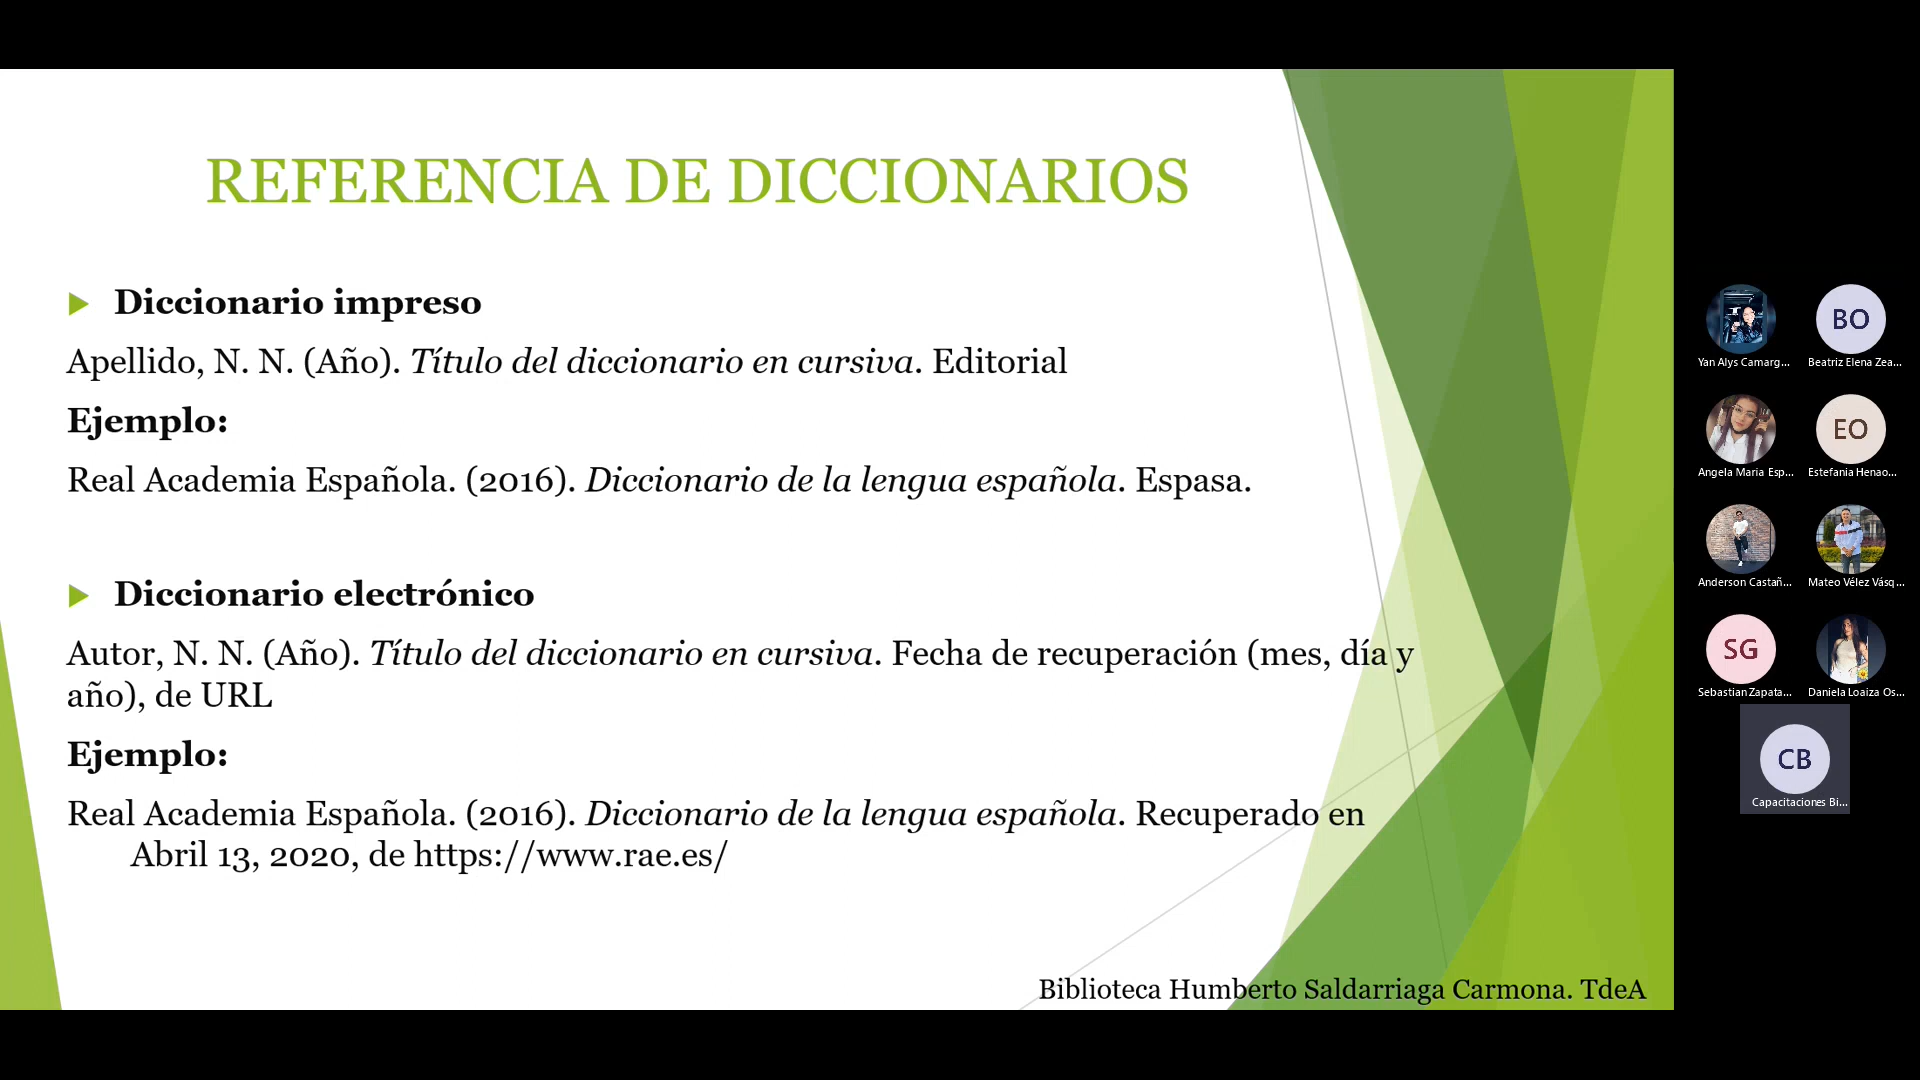 REFERENCIA DE DICCIONARIOS
Diccionario impreso
Apellido, N. N. (Año). Título del diccionario en cursiva. Editorial
Ejemplo:
Real Academia Española. (2016). Diccionario de la lengua española. Espasa.
Diccionario electrónico
Autor, N. N. (Año). Título del diccionario en cursiva. Fecha de recuperación (mes, día y
año), de URL
Ejemplo:
Real Academia Española. (2016). Diccionario de la lengua española. Recuperado en
Abril 13, 2020, de https://www.rae.es/
Biblioteca Humberto Saldarriaga Carmona. TdeA
Yan Alys Camarg...
BO
Beatriz Elena Zea...
Angela Maria Esp...
EO
Estefania Henao...
Anderson Castañ...
Mateo Vélez Vásq...
SG
Sebastian Zapata...
Daniela Loaiza Os...
CB
Capacitaciones Bi...